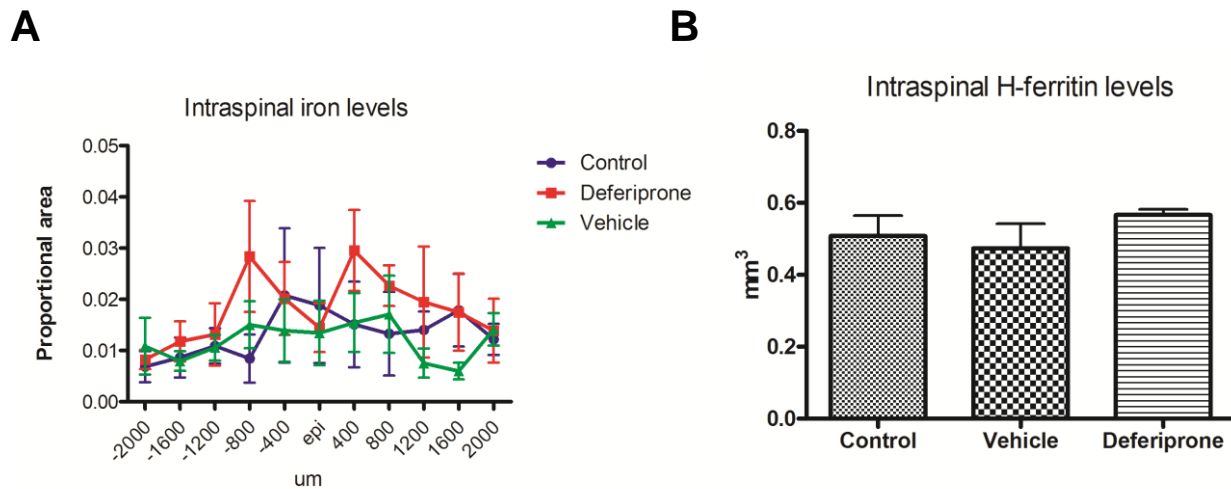 A
Intraspinal iron levels
Proportional area
0.05
0.04
0.03
0.02
0.01
0.00
-2000
-1600
-1200
-800
-400
epi
400
800
1200
1600
2000
um
Control
Deferiprone
Vehicle
B
Intraspinal H-ferritin levels
mm³
0.8
0.6
0.4
0.2
0.0
Control
Vehicle
Deferiprone